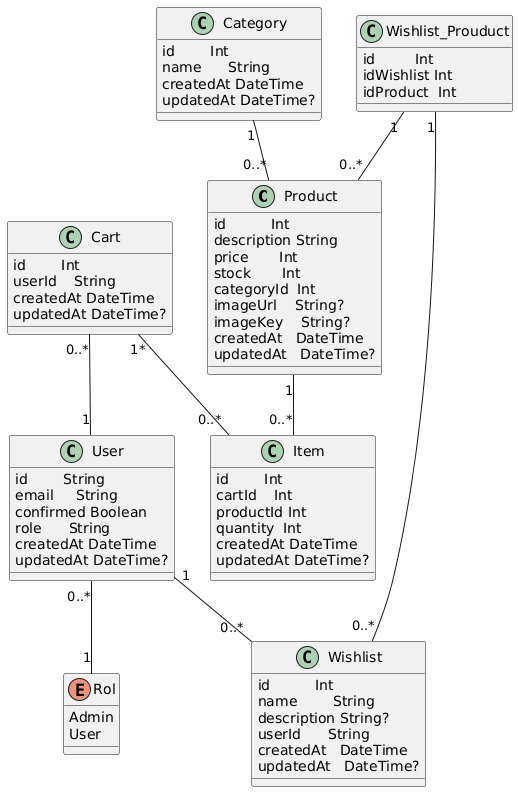 C Category
id Int
name String
createdAt DateTime
updatedAt DateTime?
C Wishlist_Prouduct
id Int
idWishlist Int
idProduct Int
1
0..*
1
0..*
1
C Product
id Int
description String
price Int
stock Int
categoryId Int
imageUrl String?
imageKey String?
createdAt DateTime
updatedAt DateTime?
C Cart
id Int
userId String
createdAt DateTime
updatedAt DateTime?
0..*
1
1*
0..*
1
0..*
C User
id String
email String
confirmed Boolean
role String
createdAt DateTime
updatedAt DateTime?
C Item
id Int
cartId Int
productId Int
quantity Int
createdAt DateTime
updatedAt DateTime?
0..*
1
1
0..*
0..*
E Rol
Admin
User
C Wishlist
id Int
name String
description String?
userId String
createdAt DateTime
updatedAt DateTime?